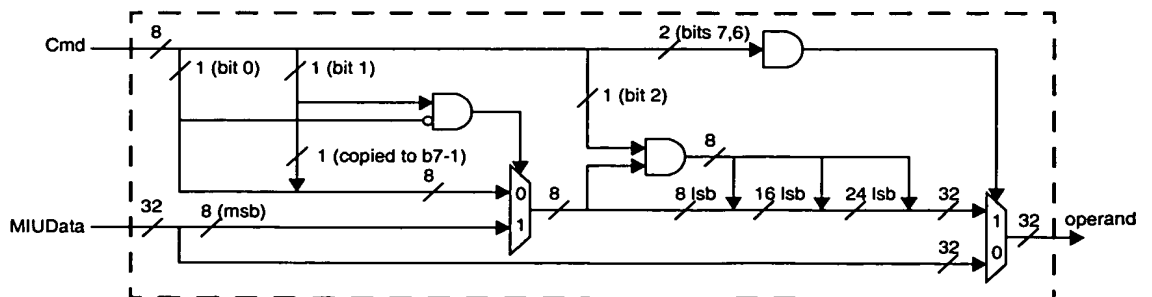 8
2 (bits 7,6)
Cmd
1 (bit 0)
1 (bit 1)
1 (bit 2)
8
1 (copied to b7-1)
8
0
8
8 lsb
16 lsb
24 lsb
32
32
8 (msb)
1
1
32
operand
MIUData
32
0